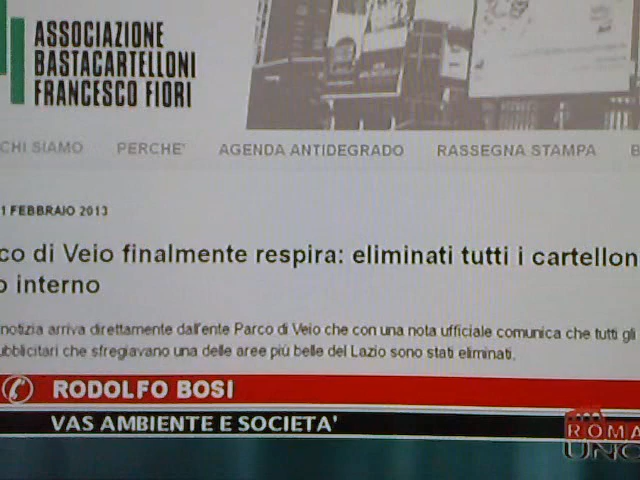 ASSOCIAZIONE
BASTACARTELLONI
FRANCESCO FIORI
CHI SIAMO PERCHE' AGENDA ANTIDEGRADO RASSEGNA STAMPA B
1 FEBBRAIO 2013
co di Veio finalmente respira: eliminati tutti i cartellon
o interno
notizia arriva direttamente dall'ente Parco di Veio che con una nota ufficiale comunica che tutti gli
ubblicitari che sfregiavano una delle aree più belle del Lazio sono stati eliminati.
RODOLFO BOSI
VAS AMBIENTE E SOCIETA'
ROMA
UNO